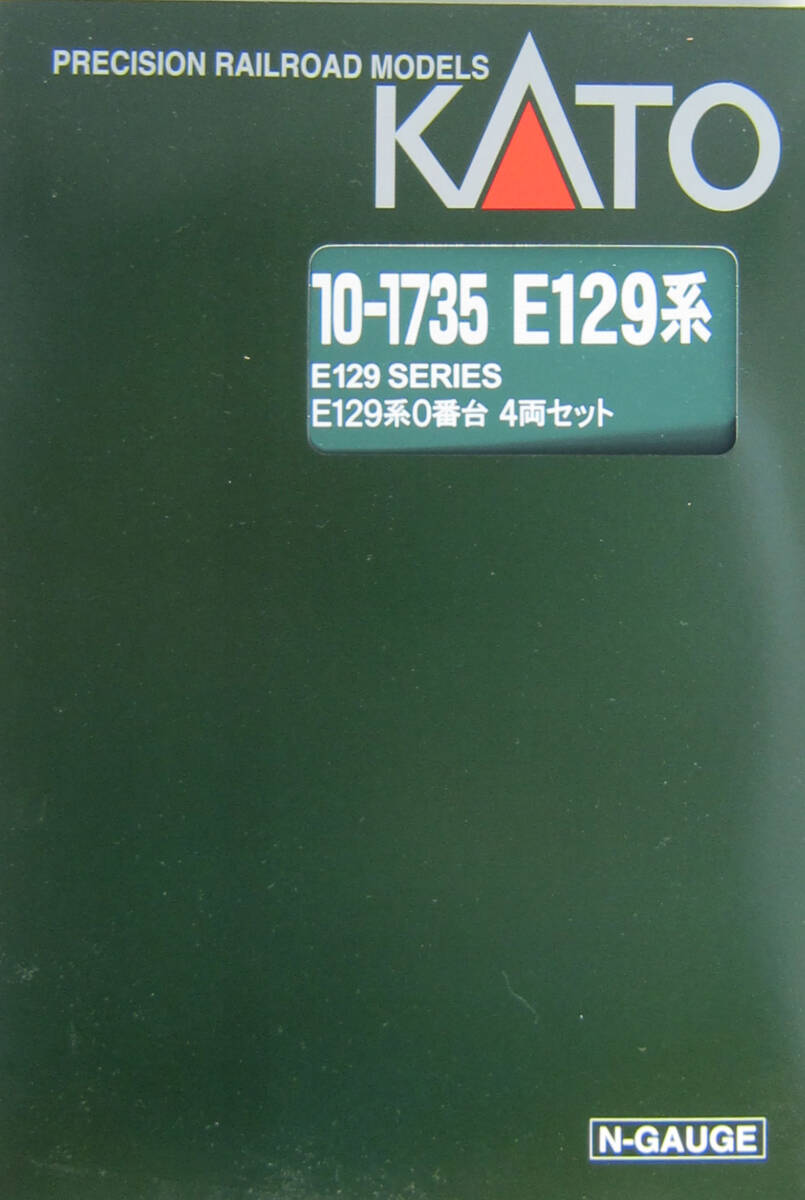 PRECISION RAILROAD MODELS
KATO
10-1735 E129系
E129 SERIES
E129系0番台 4両セット
N-GAUGE